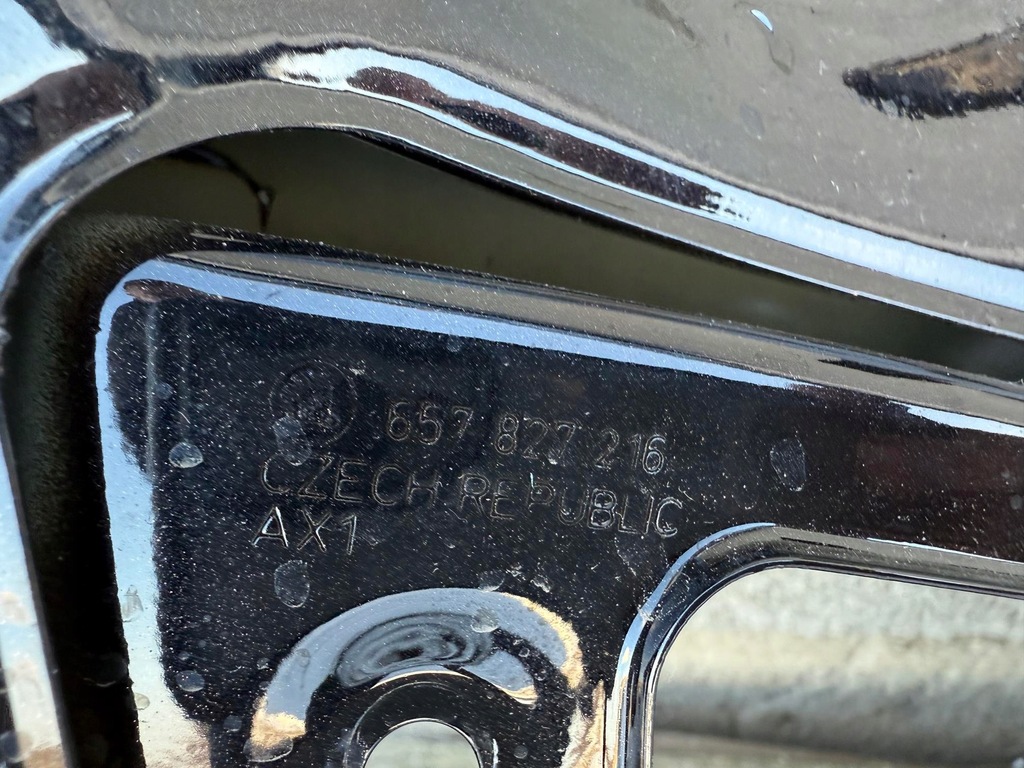 657 827 216
CZECH REPUBLIC
AX1